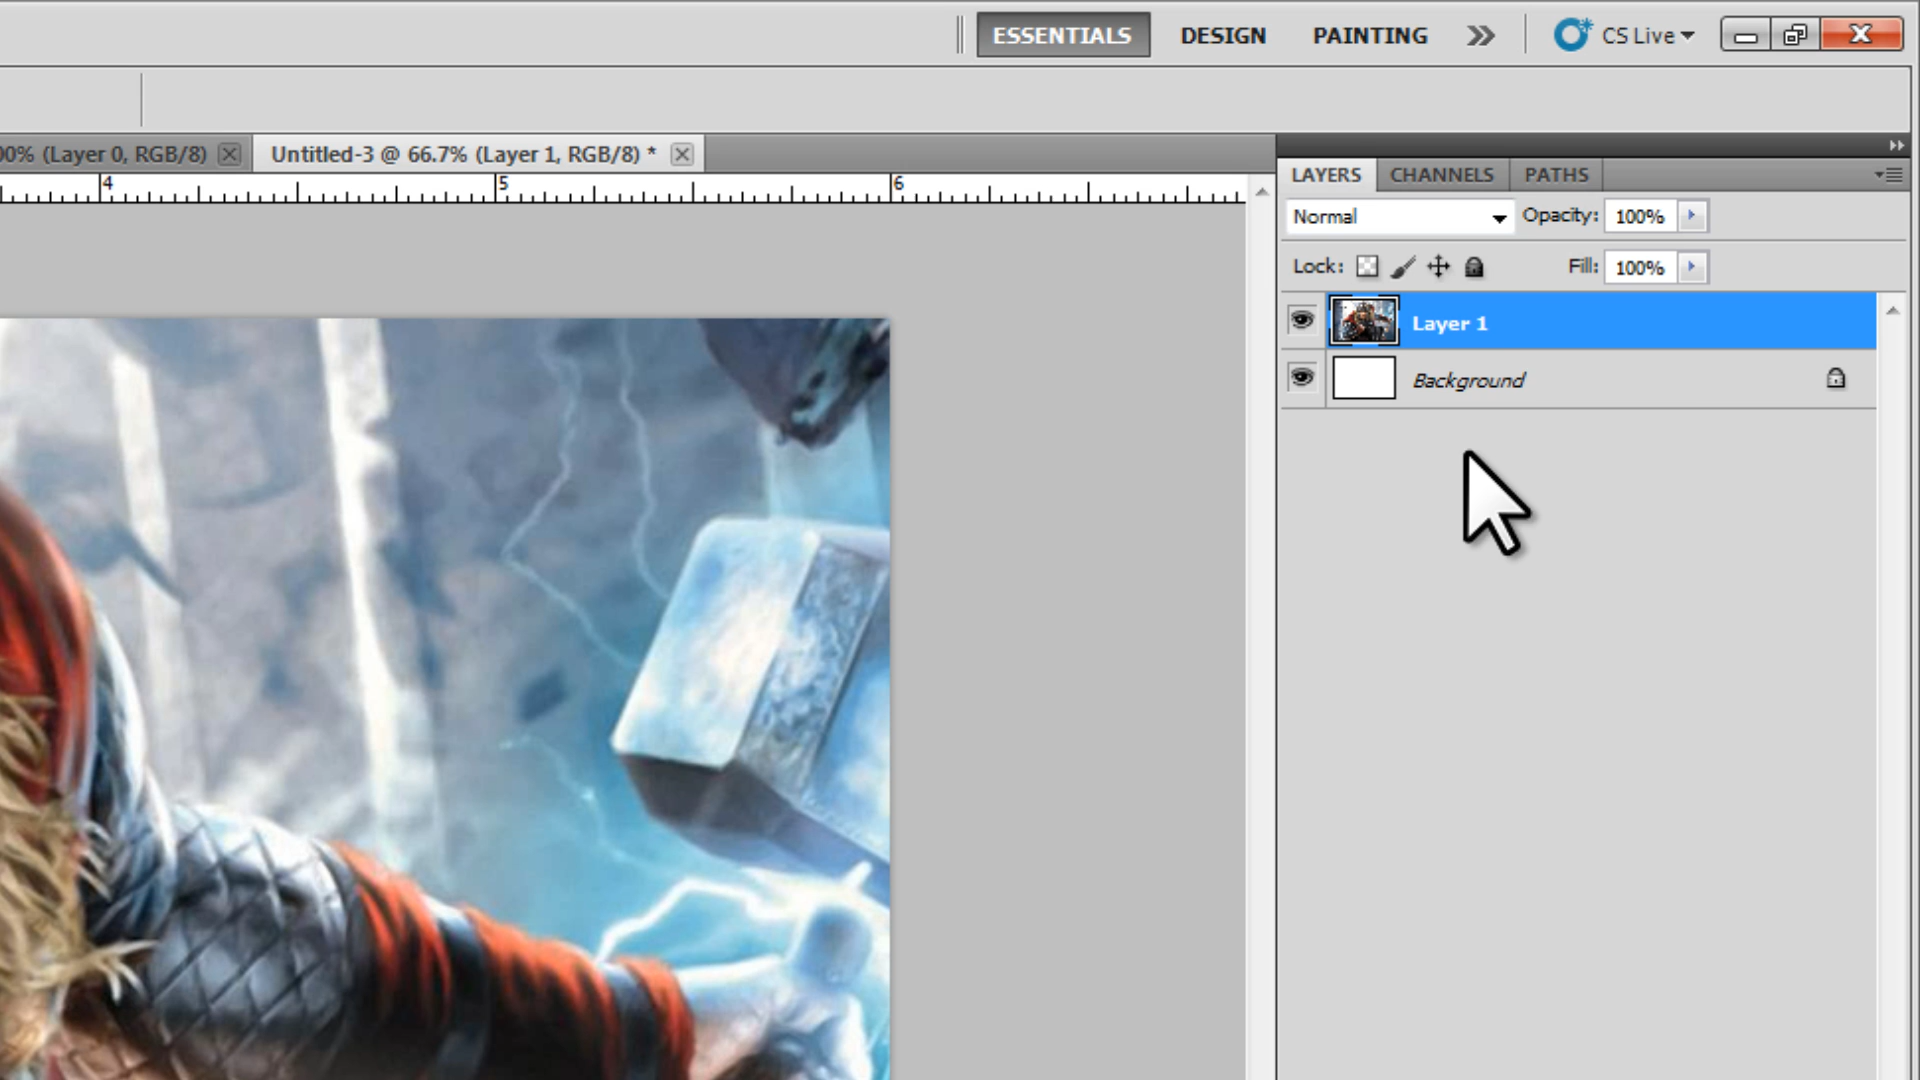 ESSENTIALS DESIGN PAINTING CS Live
00% (Layer 0, RGB/8) Untitled-3 @ 66.7% (Layer 1, RGB/8) *
4 5 6
LAYERS CHANNELS PATHS
Normal Opacity: 100%
Lock: Fill: 100%
Layer 1
Background